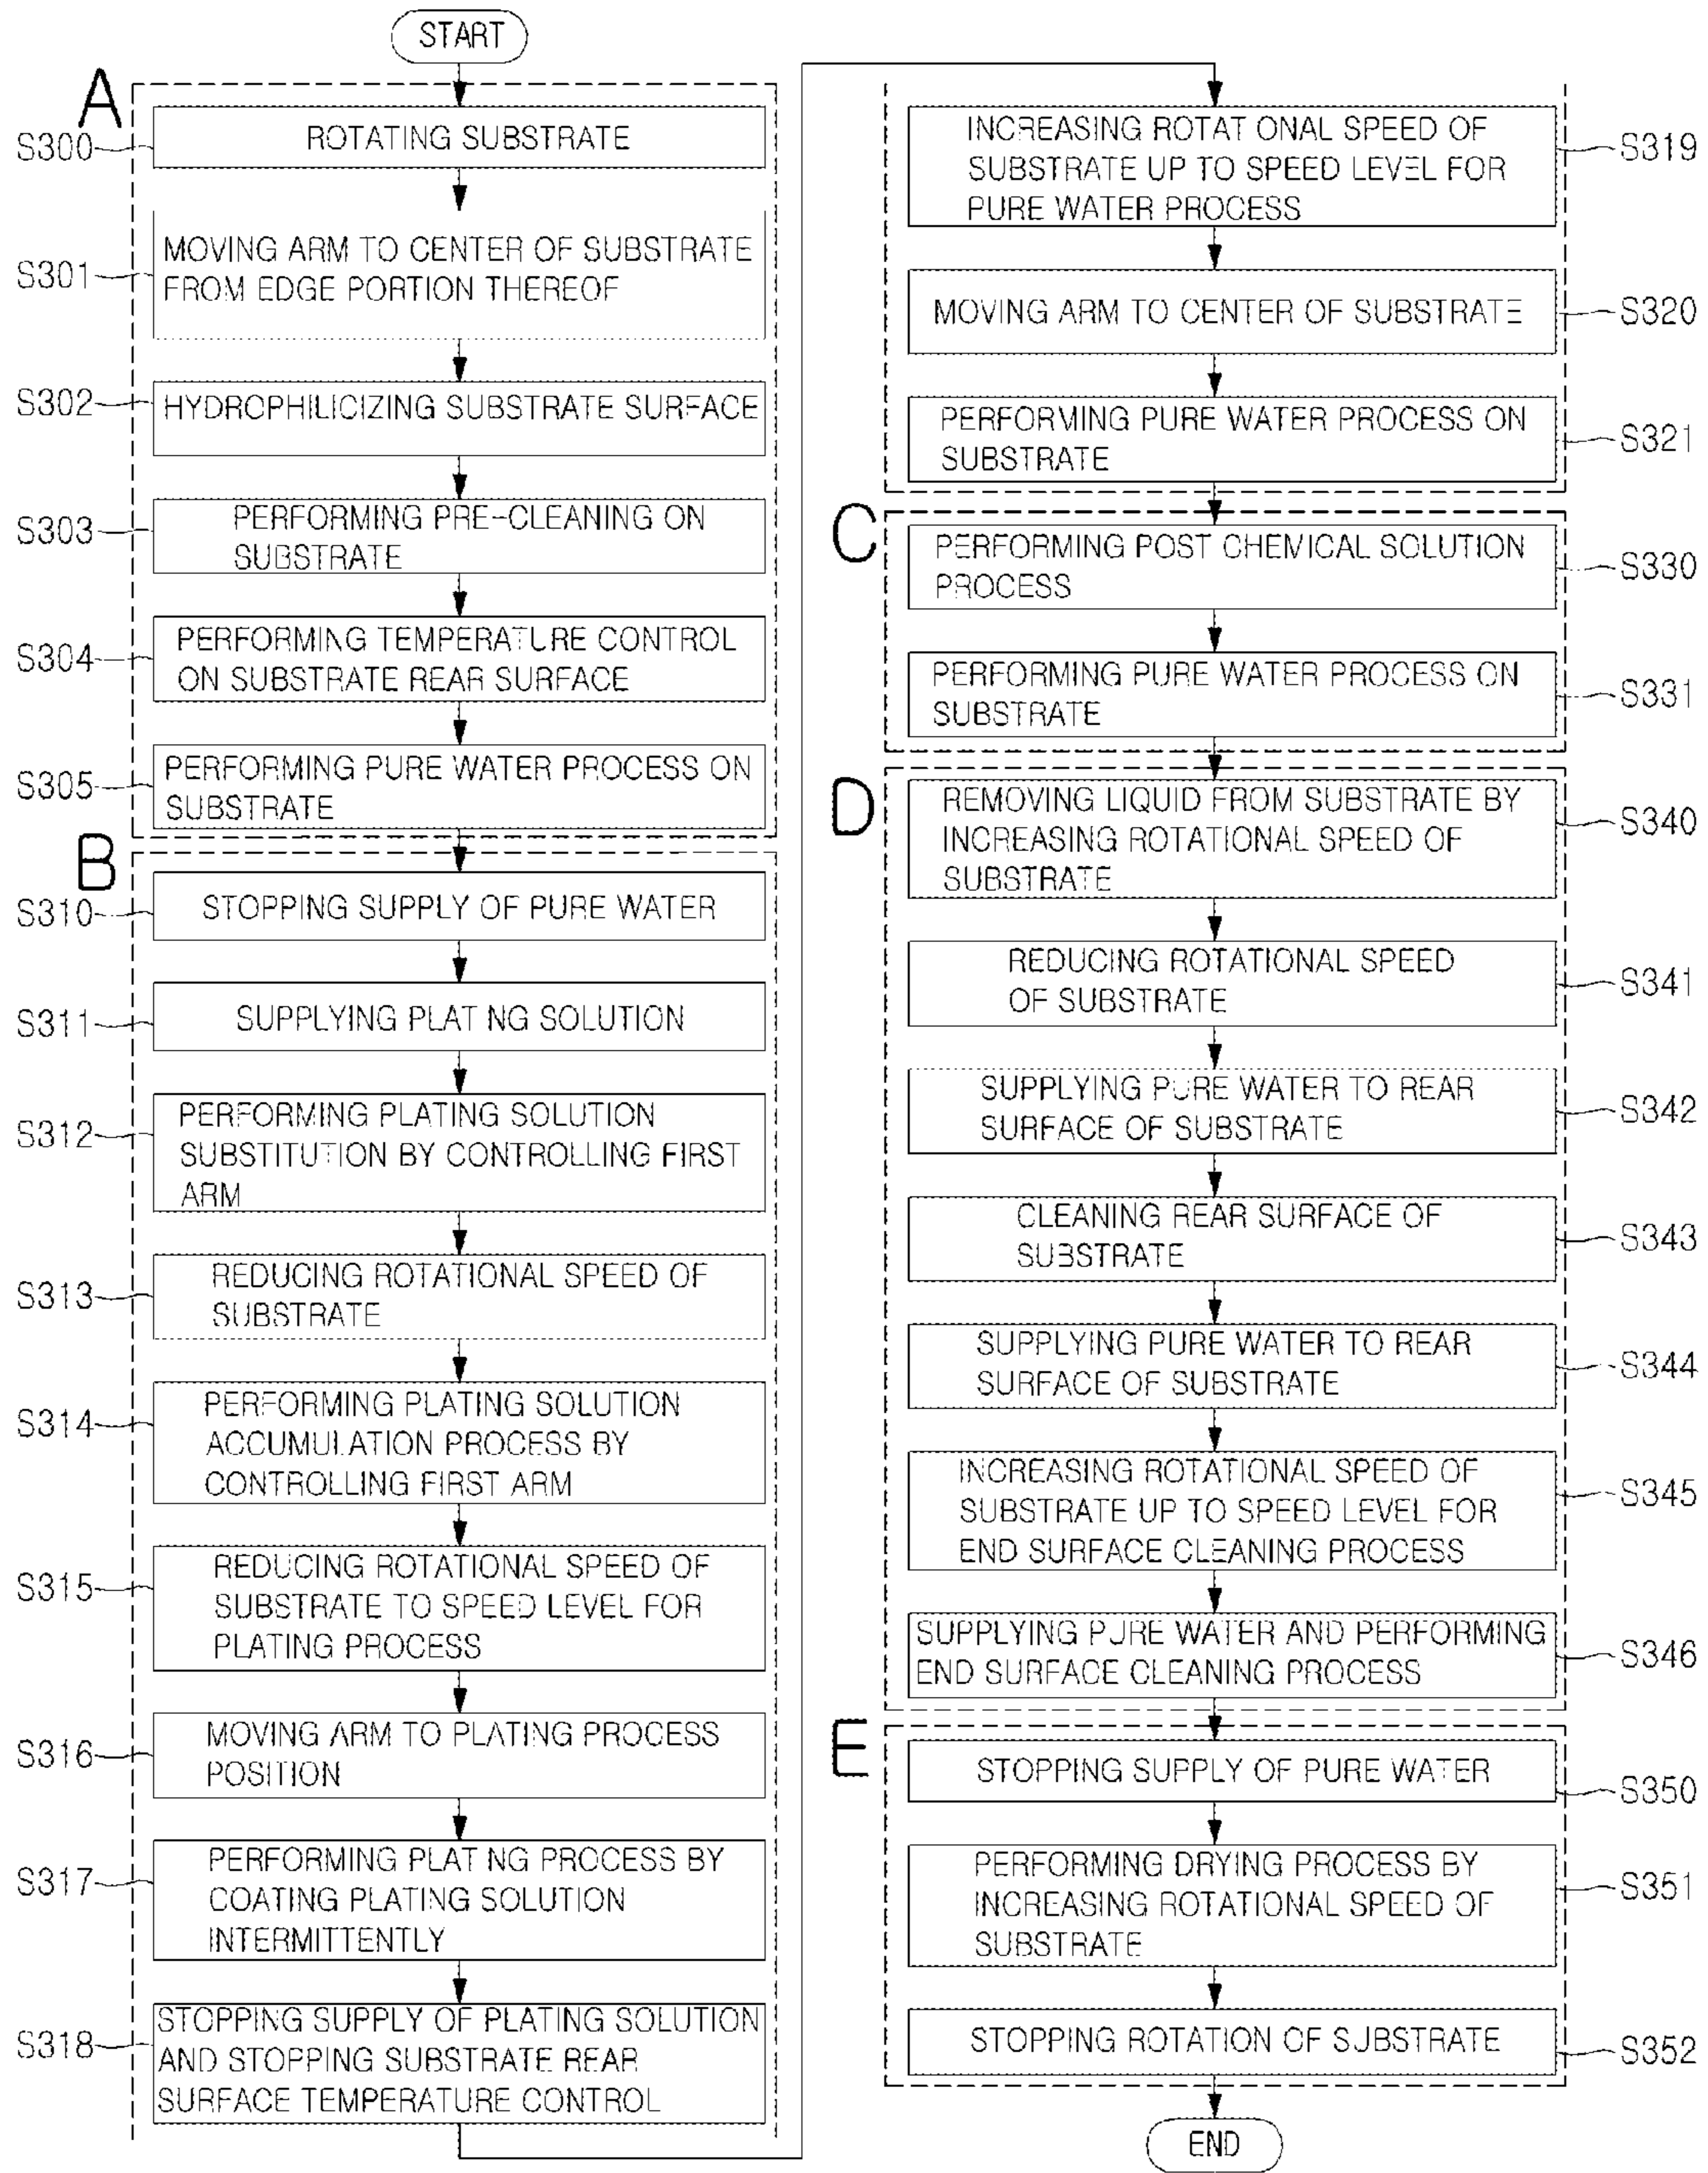 START
A
S300
ROTATING SUBSTRATE
S301
MOVING ARM TO CENTER OF SUBSTRATE
FROM EDGE PORTION THEREOF
S302
HYDROPHILICIZING SUBSTRATE SURFACE
S303
PERFORMING PRE-CLEANING ON
SUBSTRATE
S304
PERFORMING TEMPERATURE CONTROL
ON SUBSTRATE REAR SURFACE
S305
PERFORMING PURE WATER PROCESS ON
SUBSTRATE
B
S310
STOPPING SUPPLY OF PURE WATER
S311
SUPPLYING PLATING SOLUTION
S312
PERFORMING PLATING SOLUTION
SUBSTITUTION BY CONTROLLING FIRST
ARM
S313
REDUCING ROTATIONAL SPEED OF
SUBSTRATE
S314
PERFORMING PLATING SOLUTION
ACCUMULATION PROCESS BY
CONTROLLING FIRST ARM
S315
REDUCING ROTATIONAL SPEED OF
SUBSTRATE TO SPEED LEVEL FOR
PLATING PROCESS
S316
MOVING ARM TO PLATING PROCESS
POSITION
S317
PERFORMING PLATING PROCESS BY
COATING PLATING SOLUTION
INTERMITTENTLY
S318
STOPPING SUPPLY OF PLATING SOLUTION
AND STOPPING SUBSTRATE REAR
SURFACE TEMPERATURE CONTROL
INCREASING ROTATIONAL SPEED OF
SUBSTRATE UP TO SPEED LEVEL FOR
PURE WATER PROCESS
S319
MOVING ARM TO CENTER OF SUBSTRATE
S320
PERFORMING PURE WATER PROCESS ON
SUBSTRATE
S321
C
PERFORMING POST CHEMICAL SOLUTION
PROCESS
S330
PERFORMING PURE WATER PROCESS ON
SUBSTRATE
S331
D
REMOVING LIQUID FROM SUBSTRATE BY
INCREASING ROTATIONAL SPEED OF
SUBSTRATE
S340
REDUCING ROTATIONAL SPEED
OF SUBSTRATE
S341
SUPPLYING PURE WATER TO REAR
SURFACE OF SUBSTRATE
S342
CLEANING REAR SURFACE OF
SUBSTRATE
S343
SUPPLYING PURE WATER TO REAR
SURFACE OF SUBSTRATE
S344
INCREASING ROTATIONAL SPEED OF
SUBSTRATE UP TO SPEED LEVEL FOR
END SURFACE CLEANING PROCESS
S345
SUPPLYING PURE WATER AND PERFORMING
END SURFACE CLEANING PROCESS
S346
E
STOPPING SUPPLY OF PURE WATER
S350
PERFORMING DRYING PROCESS BY
INCREASING ROTATIONAL SPEED OF
SUBSTRATE
S351
STOPPING ROTATION OF SUBSTRATE
S352
END